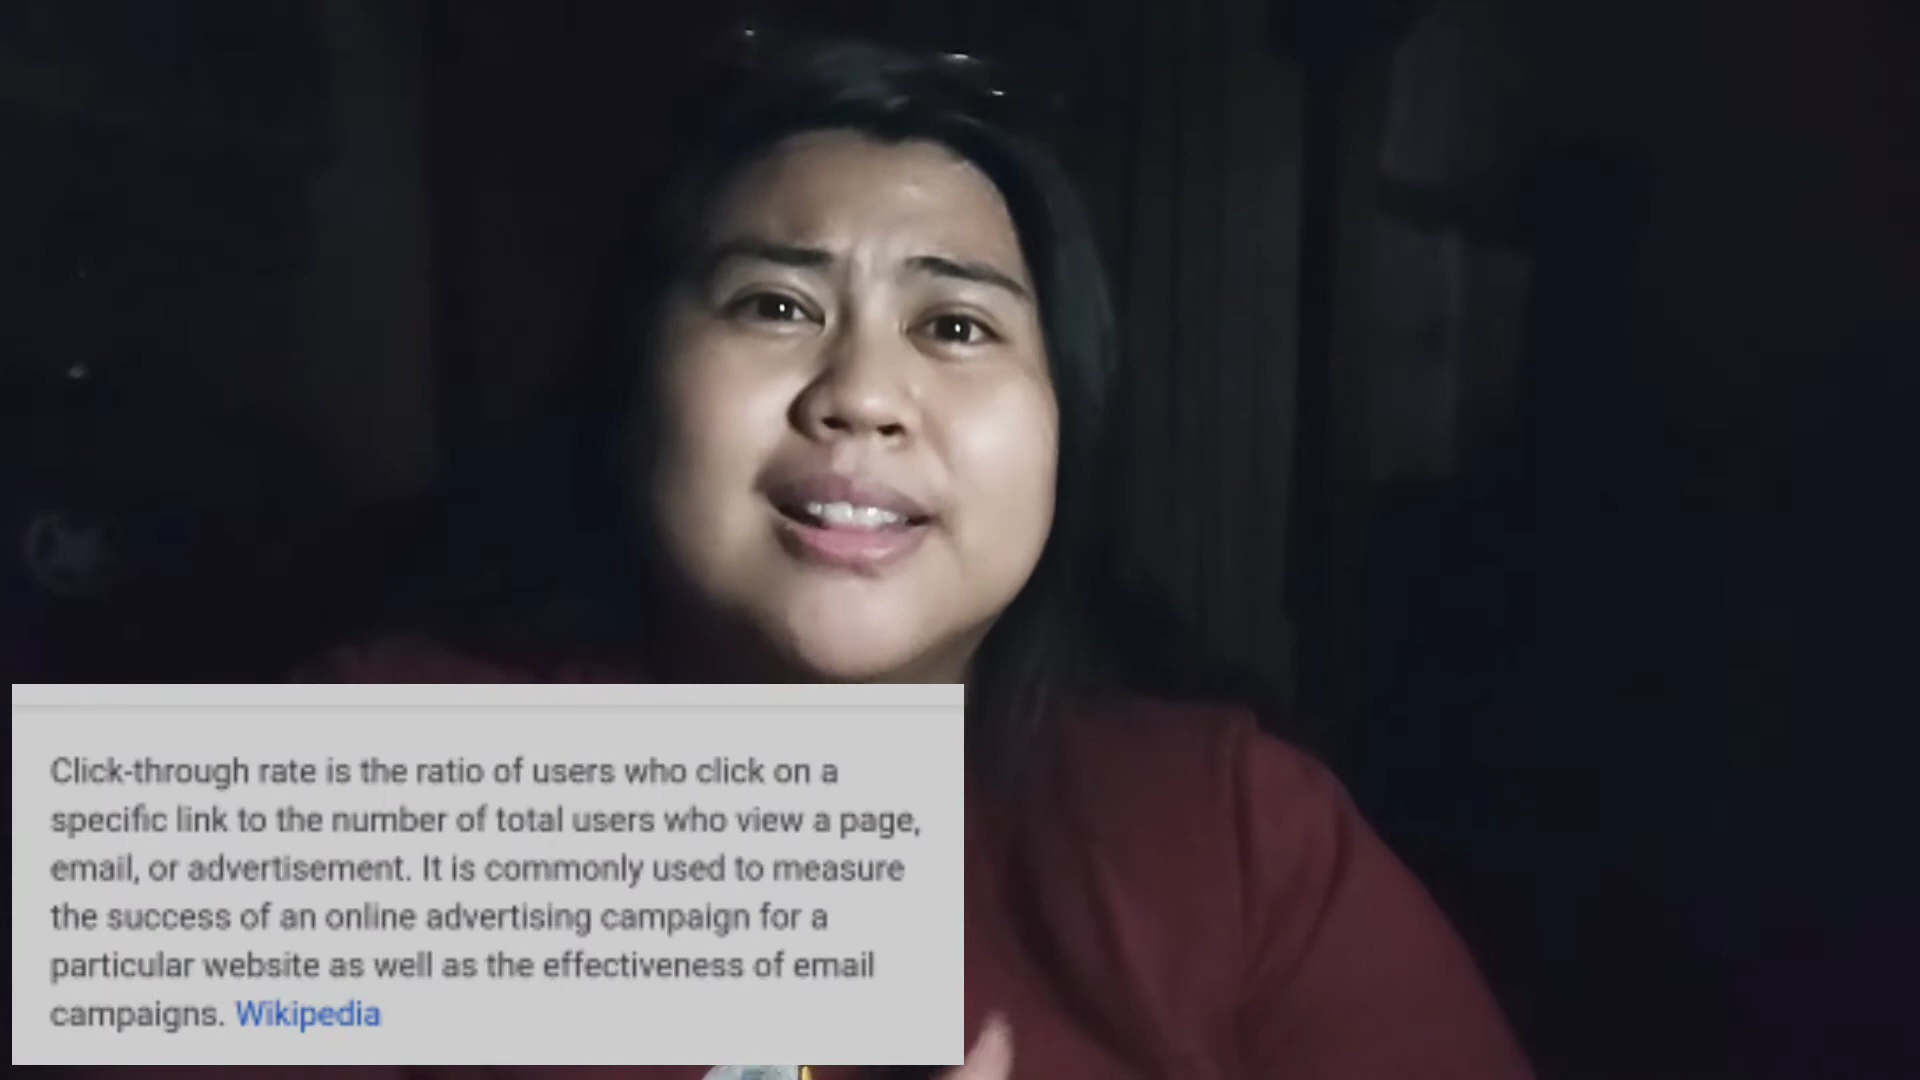 Click-through rate is the ratio of users who click on a
specific link to the number of total users who view a page,
email, or advertisement. It is commonly used to measure
the success of an online advertising campaign for a
particular website as well as the effectiveness of email
campaigns. Wikipedia